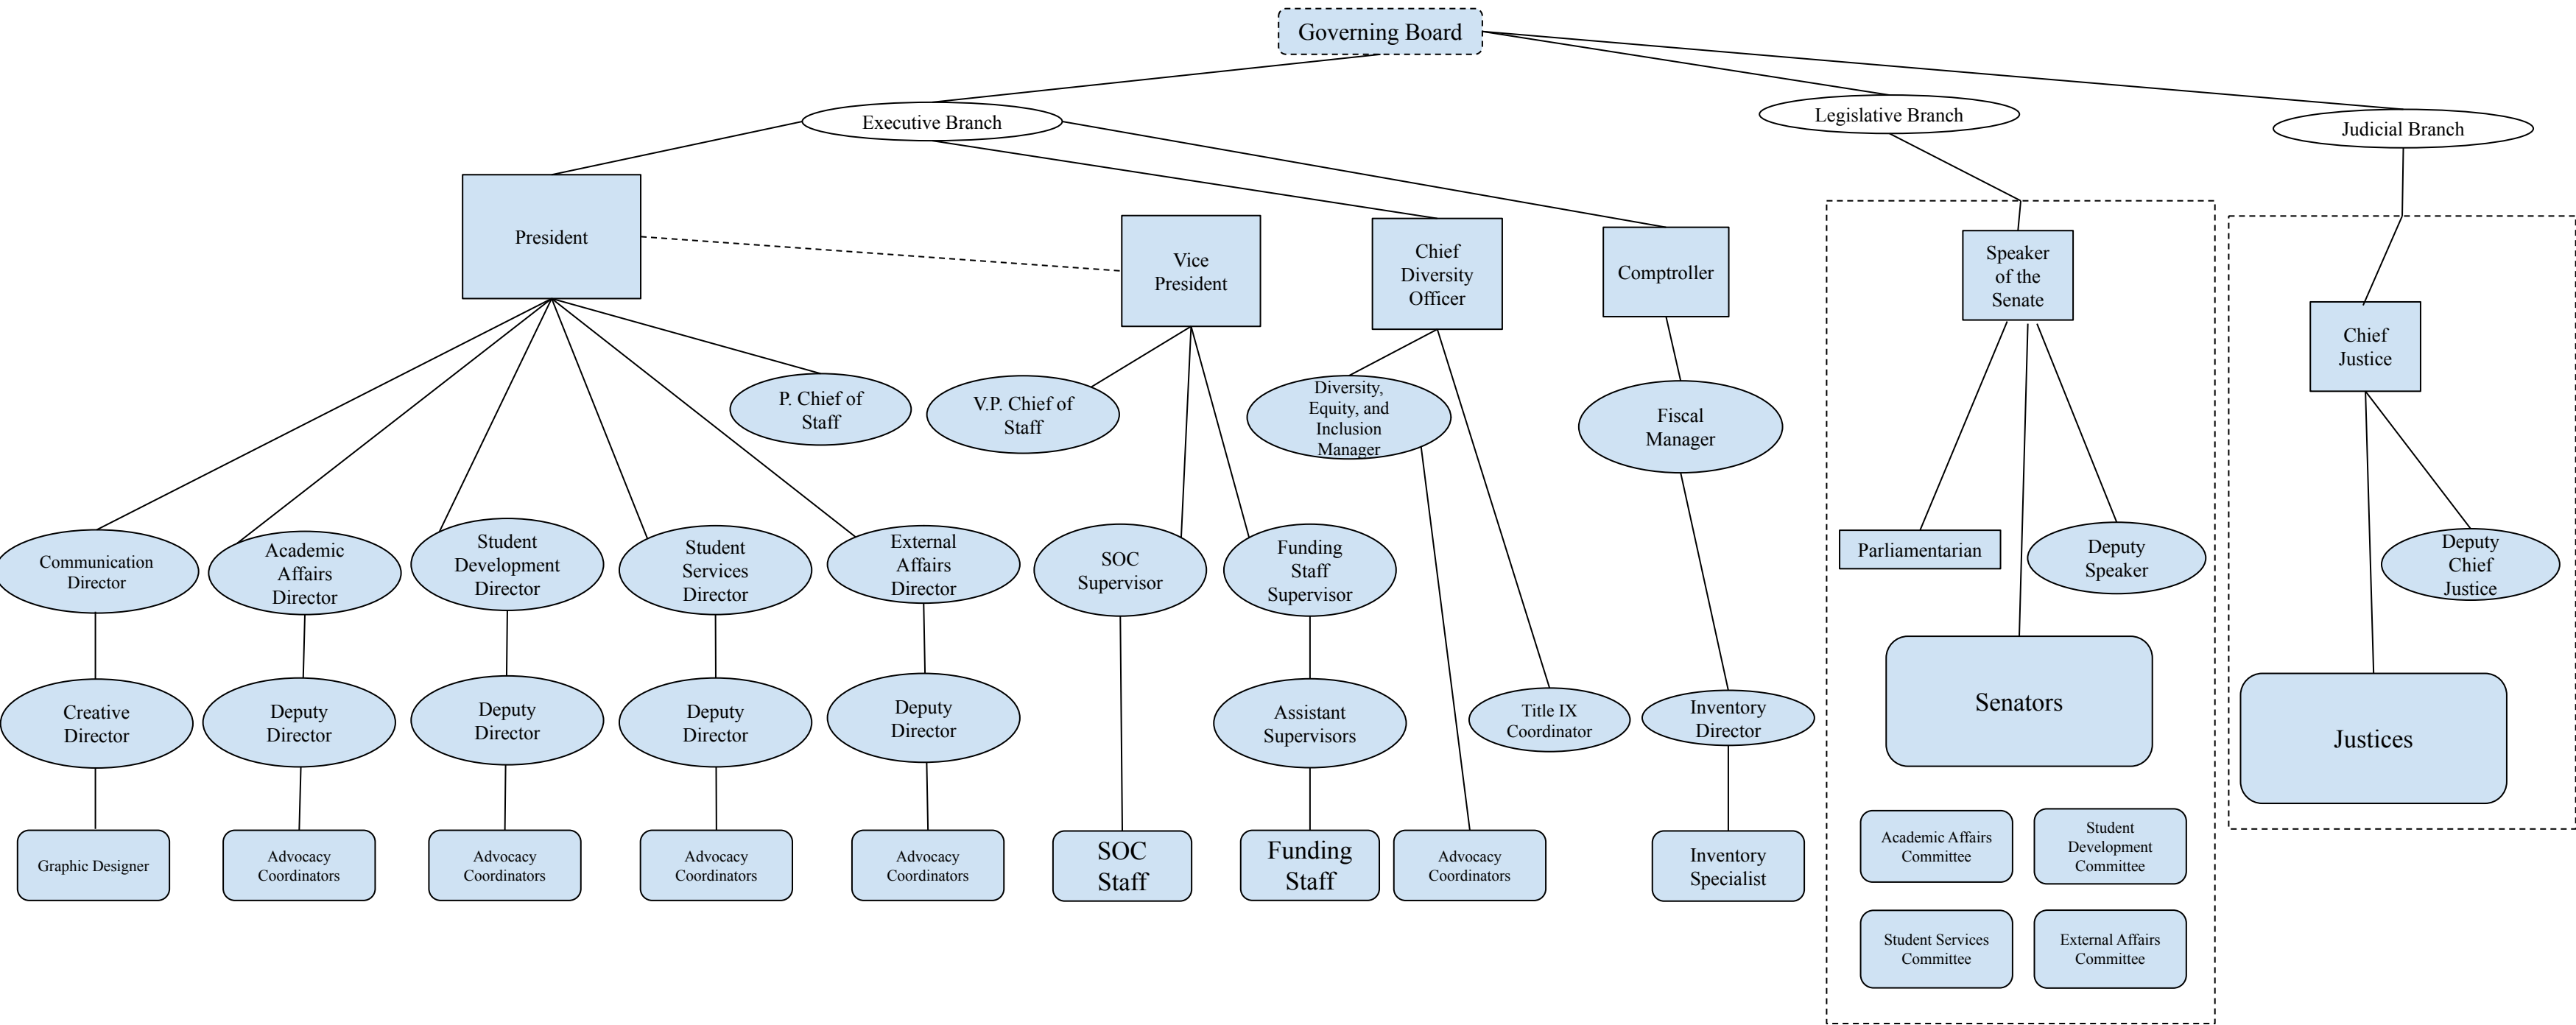 Governing Board
Executive Branch
Legislative Branch
Judicial Branch
President
Vice
President
Chief
Diversity
Officer
Comptroller
Speaker
of the
Senate
Chief
Justice
P. Chief of
Staff
V.P. Chief of
Staff
Diversity,
Equity, and
Inclusion
Manager
Fiscal
Manager
Communication
Director
Academic
Affairs
Director
Student
Development
Director
Student
Services
Director
External
Affairs
Director
SOC
Supervisor
Funding
Staff
Supervisor
Parliamentarian
Deputy
Speaker
Deputy
Chief
Justice
Creative
Director
Deputy
Director
Deputy
Director
Deputy
Director
Deputy
Director
Assistant
Supervisors
Title IX
Coordinator
Inventory
Director
Senators
Justices
Graphic Designer
Advocacy
Coordinators
Advocacy
Coordinators
Advocacy
Coordinators
Advocacy
Coordinators
SOC
Staff
Funding
Staff
Advocacy
Coordinators
Inventory
Specialist
Academic Affairs
Committee
Student
Development
Committee
Student Services
Committee
External Affairs
Committee